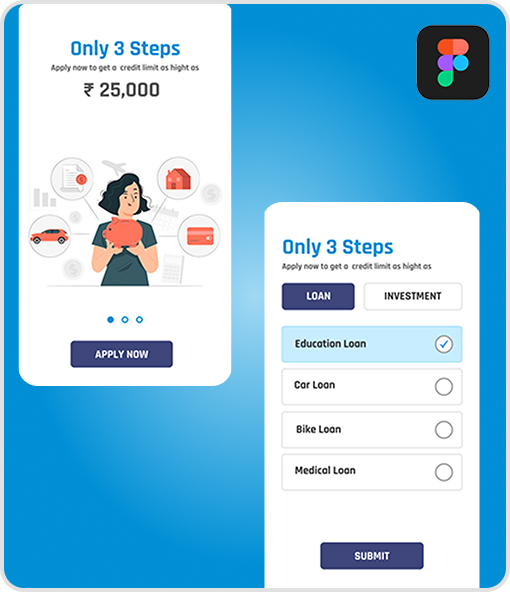 Only 3 Steps
Apply now to get a credit limit as hight as
₹ 25,000
APPLY NOW
Only 3 Steps
Apply now to get a credit limit as hight as
LOAN
INVESTMENT
Education Loan
Car Loan
Bike Loan
Medical Loan
SUBMIT